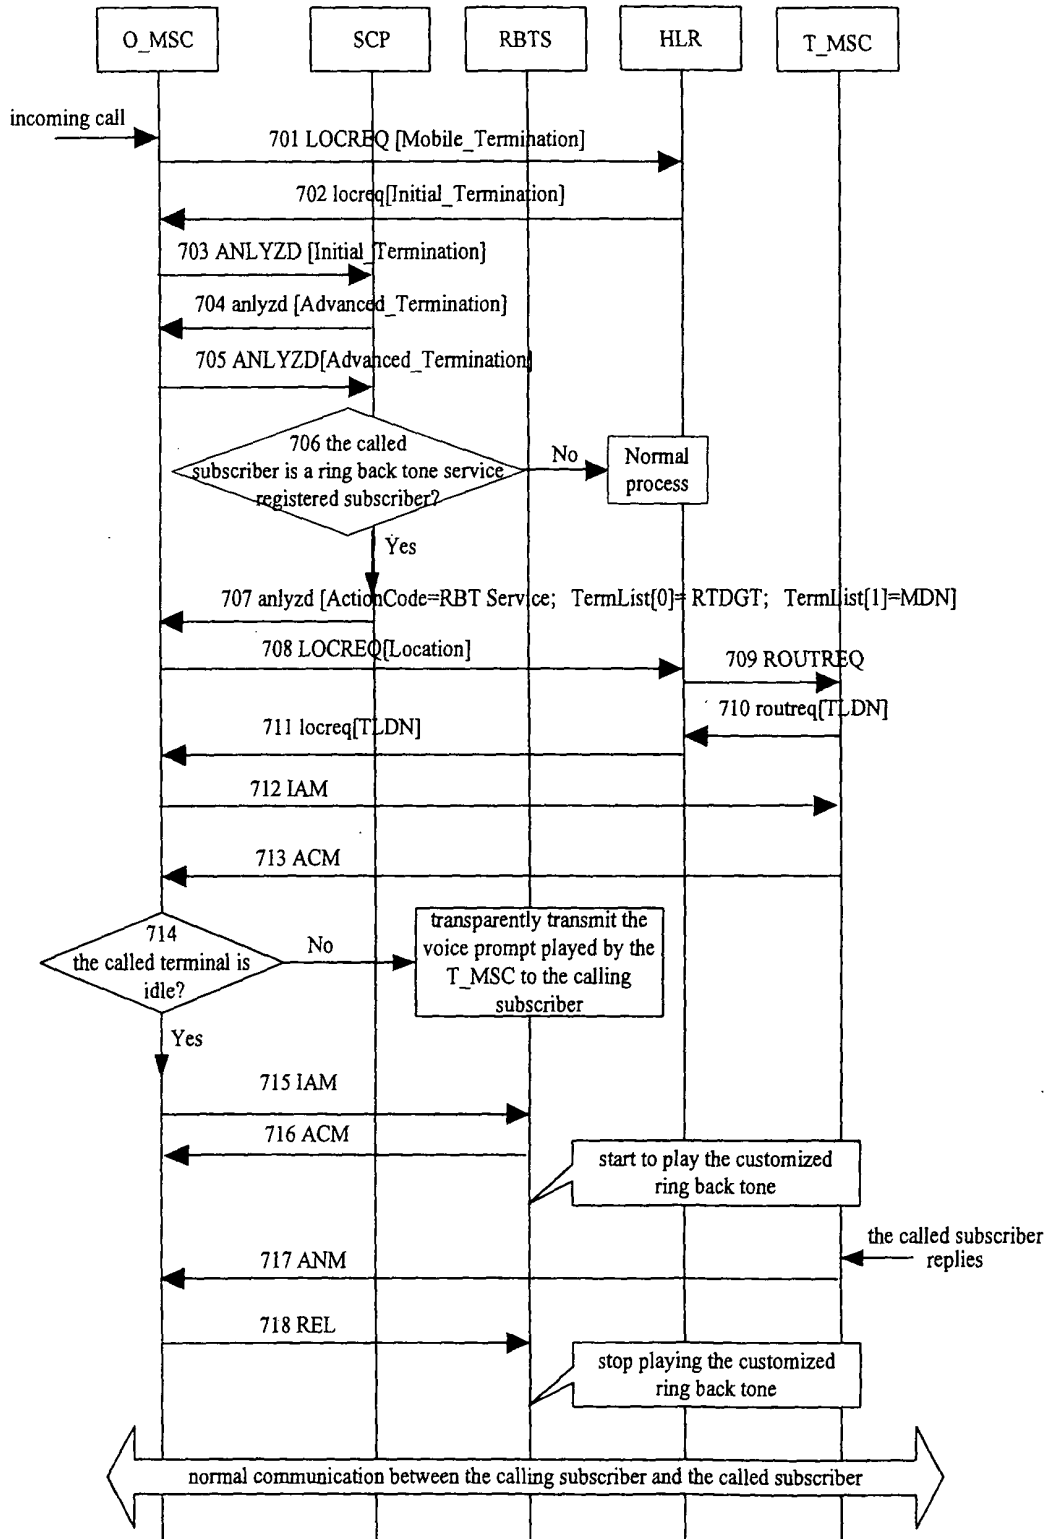 O_MSC
SCP
RBTS
HLR
T_MSC
incoming call
701 LOCREQ [Mobile_Termination]
702 locreq[Initial_Termination]
703 ANLYZD [Initial_Termination]
704 anlyzd [Advanced_Termination]
705 ANLYZD[Advanced_Termination]
706 the called
subscriber is a ring back tone service
registered subscriber?
No
Normal
process
Yes
707 anlyzd [ActionCode=RBT Service; TermList[0]= RTDGT; TermList[1]=MDN]
708 LOCREQ[Location]
709 ROUTREQ
710 routreq[TLDN]
711 locreq[TLDN]
712 IAM
713 ACM
714
the called terminal is
idle?
No
transparently transmit the
voice prompt played by the
T_MSC to the calling
subscriber
Yes
715 IAM
716 ACM
start to play the customized
ring back tone
the called subscriber
replies
717 ANM
718 REL
stop playing the customized
ring back tone
normal communication between the calling subscriber and the called subscriber